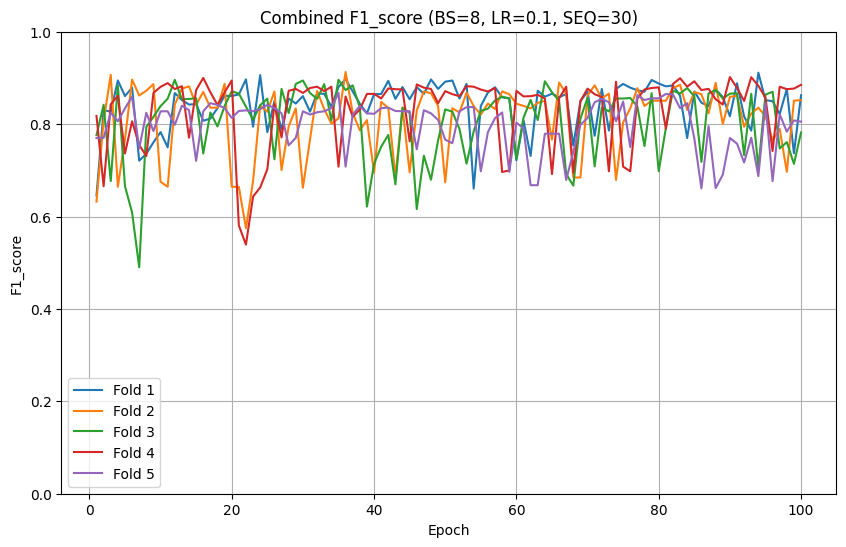 Combined F1_score (BS=8, LR=0.1, SEQ=30)
1.0
0.8
0.6
0.4
0.2
0.0
F1_score
Fold 1
Fold 2
Fold 3
Fold 4
Fold 5
0 20 40 60 80 100
Epoch